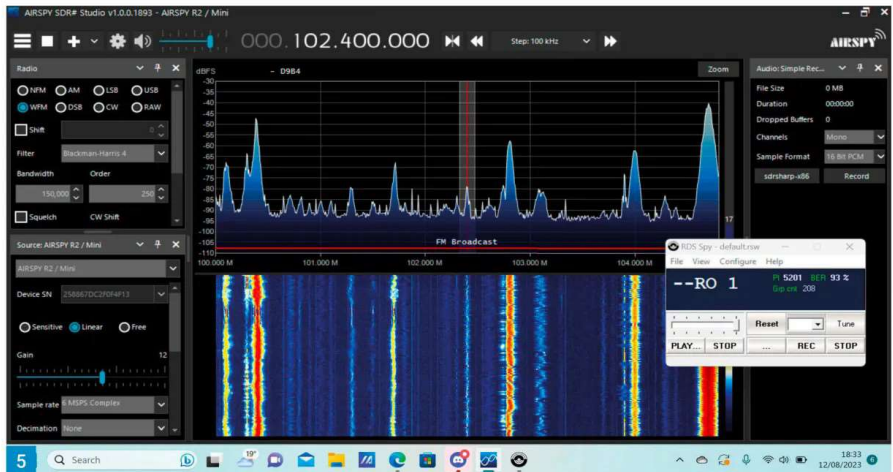 AIRSPY SDR# Studio v1.0.0.1893 - AIRSPY R2 / Mini
000.102.400.000
Step: 100 kHz
AIRSPY
Radio
NFM AM LSB USB
WFM DSB CW RAW
Shift 0
Filter Blackman-Harris 4
Bandwidth Order
150,000 250
Squelch CW Shift
Source: AIRSPY R2 / Mini
AIRSPY R2 / Mini
Device SN 258867DC2F0F4F13
Sensitive Linear Free
Gain 12
Sample rate 6 MSPS Complex
Decimation None
dBFS - D9B4 Zoom
-30
-35
-40
-45
-50
-55
-60
-65
-70
-75
-80
-85
-90
-95
-100
-105
-110
17
FM Broadcast
100.000 M 101.000 M 102.000 M 103.000 M 104.000 M
Audio: Simple Rec...
File Size 0 MB
Duration 00:00:00
Dropped Buffers 0
Channels Mono
Sample Format 16 Bit PCM
sdrsharp-x86 Record
RDS Spy - default.rsw
File View Configure Help
--RO 1
PI 5201 BER 93 %
Grp cnt 208
Reset Tune
PLAY... STOP ... REC STOP
5 Search 19° 18:33
12/08/2023 6